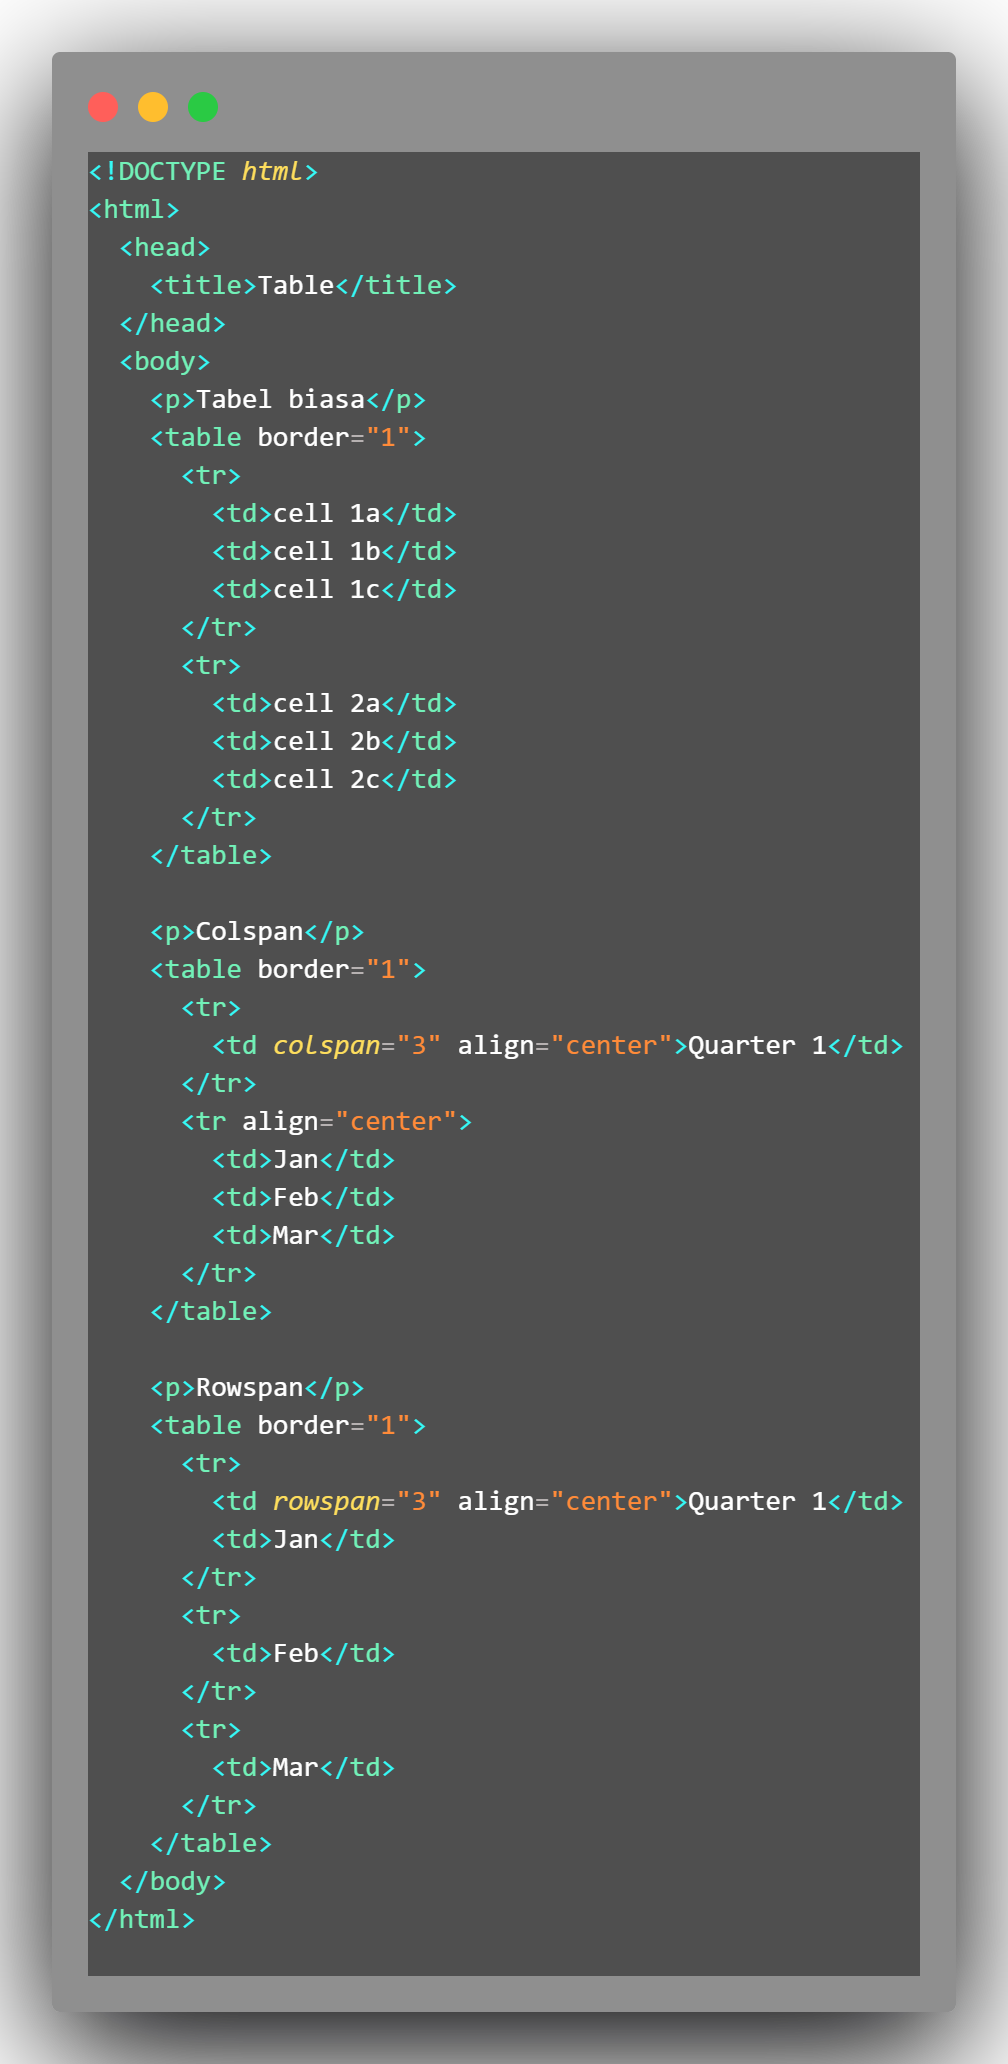 <!DOCTYPE html>
<html>
  <head>
    <title>Table</title>
  </head>
  <body>
    <p>Tabel biasa</p>
    <table border="1">
      <tr>
        <td>cell 1a</td>
        <td>cell 1b</td>
        <td>cell 1c</td>
      </tr>
      <tr>
        <td>cell 2a</td>
        <td>cell 2b</td>
        <td>cell 2c</td>
      </tr>
    </table>

    <p>Colspan</p>
    <table border="1">
      <tr>
        <td colspan="3" align="center">Quarter 1</td>
      </tr>
      <tr align="center">
        <td>Jan</td>
        <td>Feb</td>
        <td>Mar</td>
      </tr>
    </table>

    <p>Rowspan</p>
    <table border="1">
      <tr>
        <td rowspan="3" align="center">Quarter 1</td>
        <td>Jan</td>
      </tr>
      <tr>
        <td>Feb</td>
      </tr>
      <tr>
        <td>Mar</td>
      </tr>
    </table>
  </body>
</html>